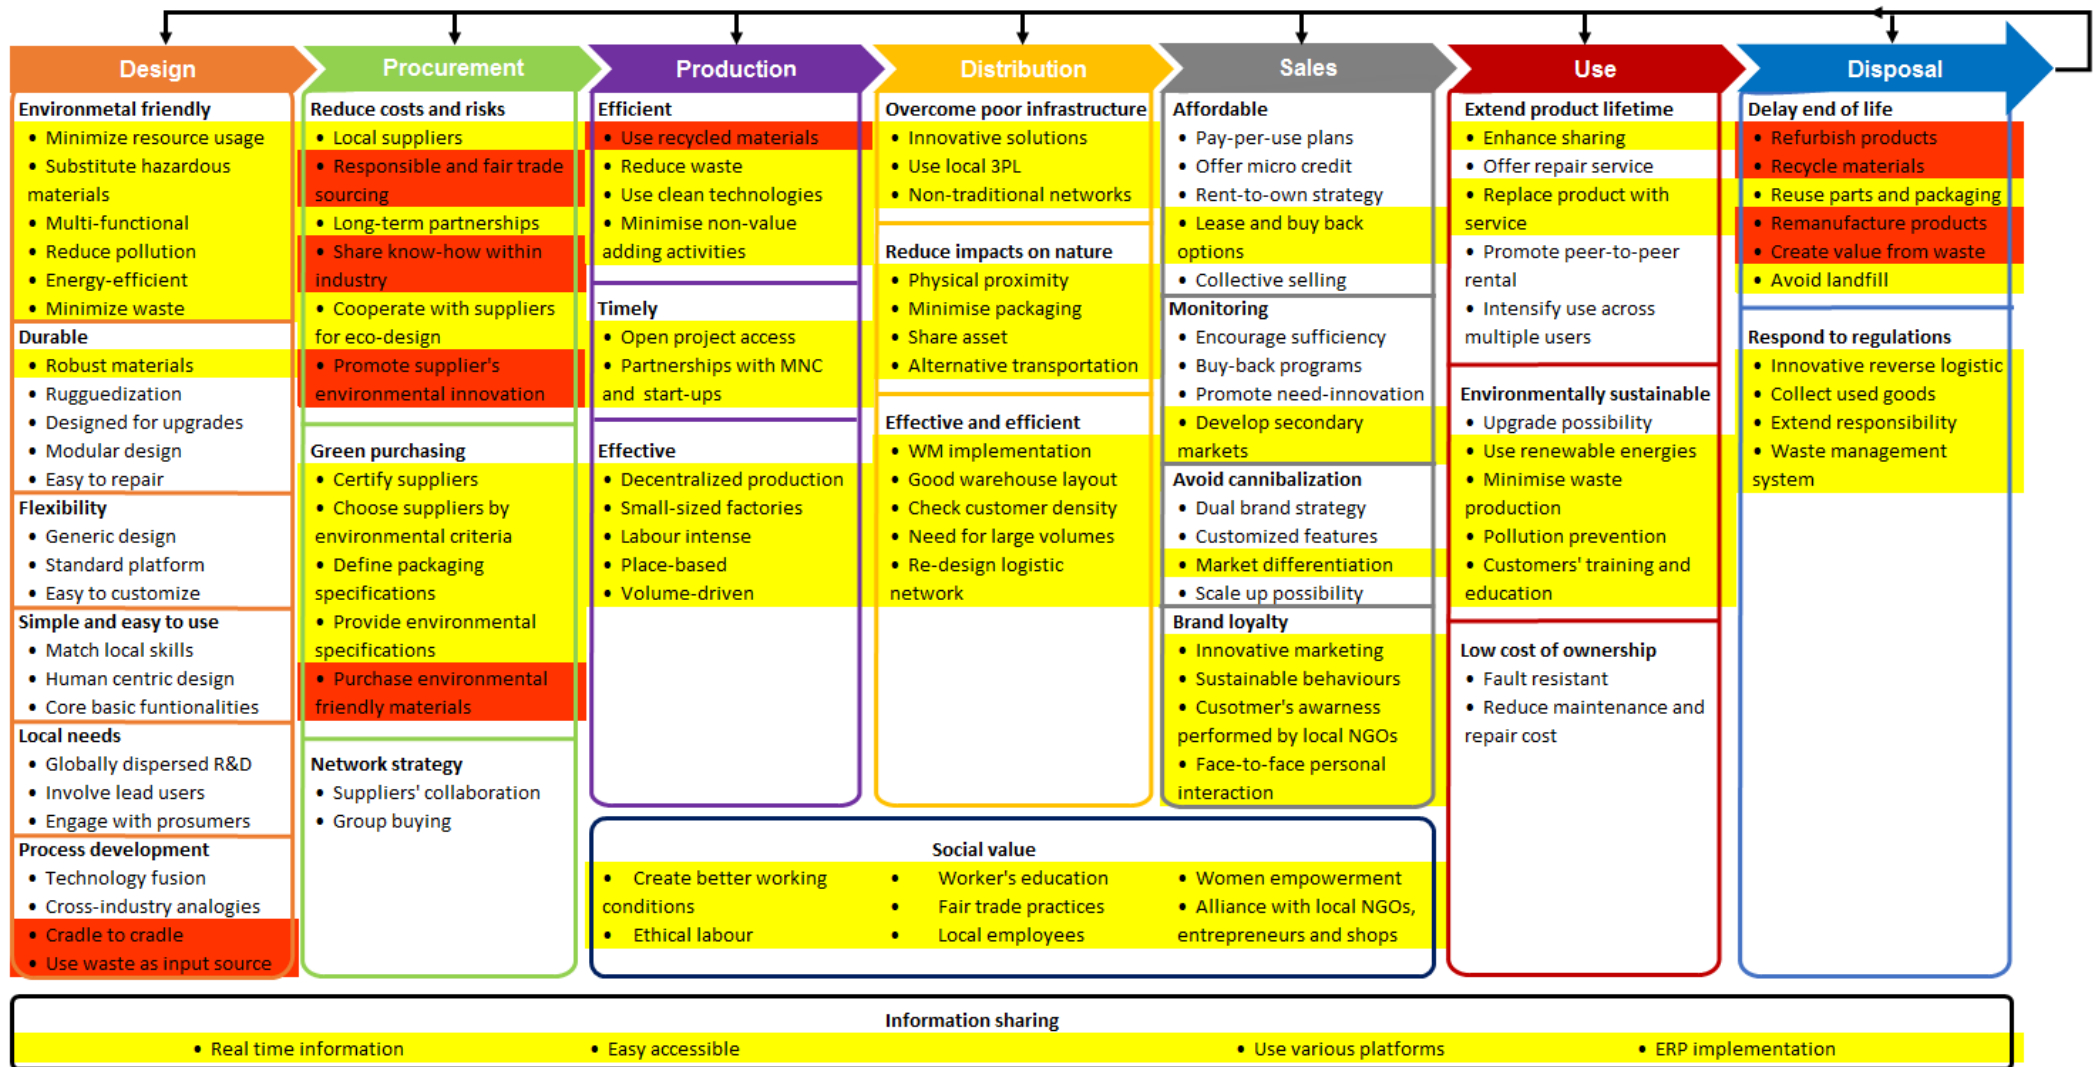 Design
Procurement
Production
Distribution
Sales
Use
Disposal
Environmetal friendly
• Minimize resource usage
• Substitute hazardous
materials
• Multi-functional
• Reduce pollution
• Energy-efficient
• Minimize waste
Durable
• Robust materials
• Rugguedization
• Designed for upgrades
• Modular design
• Easy to repair
Flexibility
• Generic design
• Standard platform
• Easy to customize
Simple and easy to use
• Match local skills
• Human centric design
• Core basic funtionalities
Local needs
• Globally dispersed R&D
• Involve lead users
• Engage with prosumers
Process development
• Technology fusion
• Cross-industry analogies
• Cradle to cradle
• Use waste as input source
Reduce costs and risks
• Local suppliers
• Responsible and fair trade
sourcing
• Long-term partnerships
• Share know-how within
industry
• Cooperate with suppliers
for eco-design
• Promote supplier's
environmental innovation
Green purchasing
• Certify suppliers
• Choose suppliers by
environmental criteria
• Define packaging
specifications
• Provide environmental
specifications
• Purchase environmental
friendly materials
Network strategy
• Suppliers' collaboration
• Group buying
Efficient
• Use recycled materials
• Reduce waste
• Use clean technologies
• Minimise non-value
adding activities
Timely
• Open project access
• Partnerships with MNC
and start-ups
Effective
• Decentralized production
• Small-sized factories
• Labour intense
• Place-based
• Volume-driven
Overcome poor infrastructure
• Innovative solutions
• Use local 3PL
• Non-traditional networks
Reduce impacts on nature
• Physical proximity
• Minimise packaging
• Share asset
• Alternative transportation
Effective and efficient
• WM implementation
• Good warehouse layout
• Check customer density
• Need for large volumes
• Re-design logistic
network
Affordable
• Pay-per-use plans
• Offer micro credit
• Rent-to-own strategy
• Lease and buy back
options
• Collective selling
Monitoring
• Encourage sufficiency
• Buy-back programs
• Promote need-innovation
• Develop secondary
markets
Avoid cannibalization
• Dual brand strategy
• Customized features
• Market differentiation
• Scale up possibility
Brand loyalty
• Innovative marketing
• Sustainable behaviours
• Cusotmer's awarness
performed by local NGOs
• Face-to-face personal
interaction
Extend product lifetime
• Enhance sharing
• Offer repair service
• Replace product with
service
• Promote peer-to-peer
rental
• Intensify use across
multiple users
Environmentally sustainable
• Upgrade possibility
• Use renewable energies
• Minimise waste
production
• Pollution prevention
• Customers' training and
education
Low cost of ownership
• Fault resistant
• Reduce maintenance and
repair cost
Delay end of life
• Refurbish products
• Recycle materials
• Reuse parts and packaging
• Remanufacture products
• Create value from waste
• Avoid landfill
Respond to regulations
• Innovative reverse logistic
• Collect used goods
• Extend responsibility
• Waste management
system
Social value
• Create better working
conditions
• Ethical labour
• Worker's education
• Fair trade practices
• Local employees
• Women empowerment
• Alliance with local NGOs,
entrepreneurs and shops
Information sharing
• Real time information • Easy accessible • Use various platforms • ERP implementation